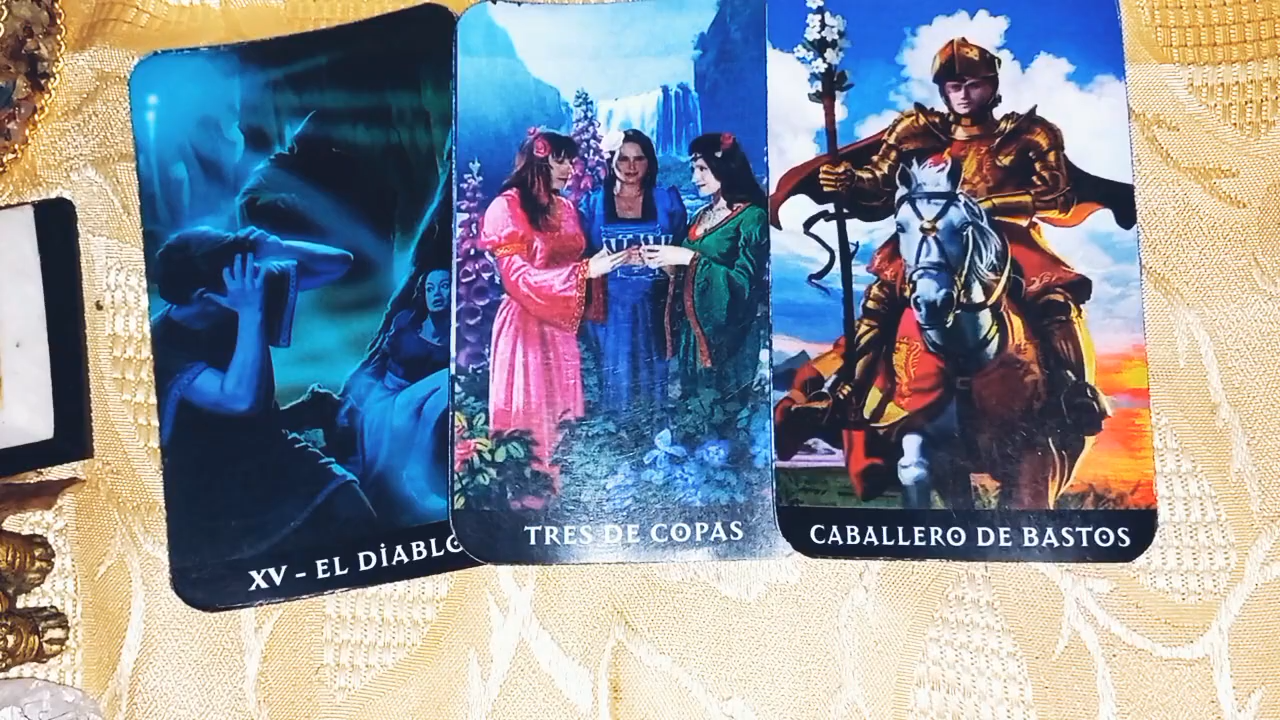 XV - EL DIABLO
TRES DE COPAS
CABALLERO DE BASTOS